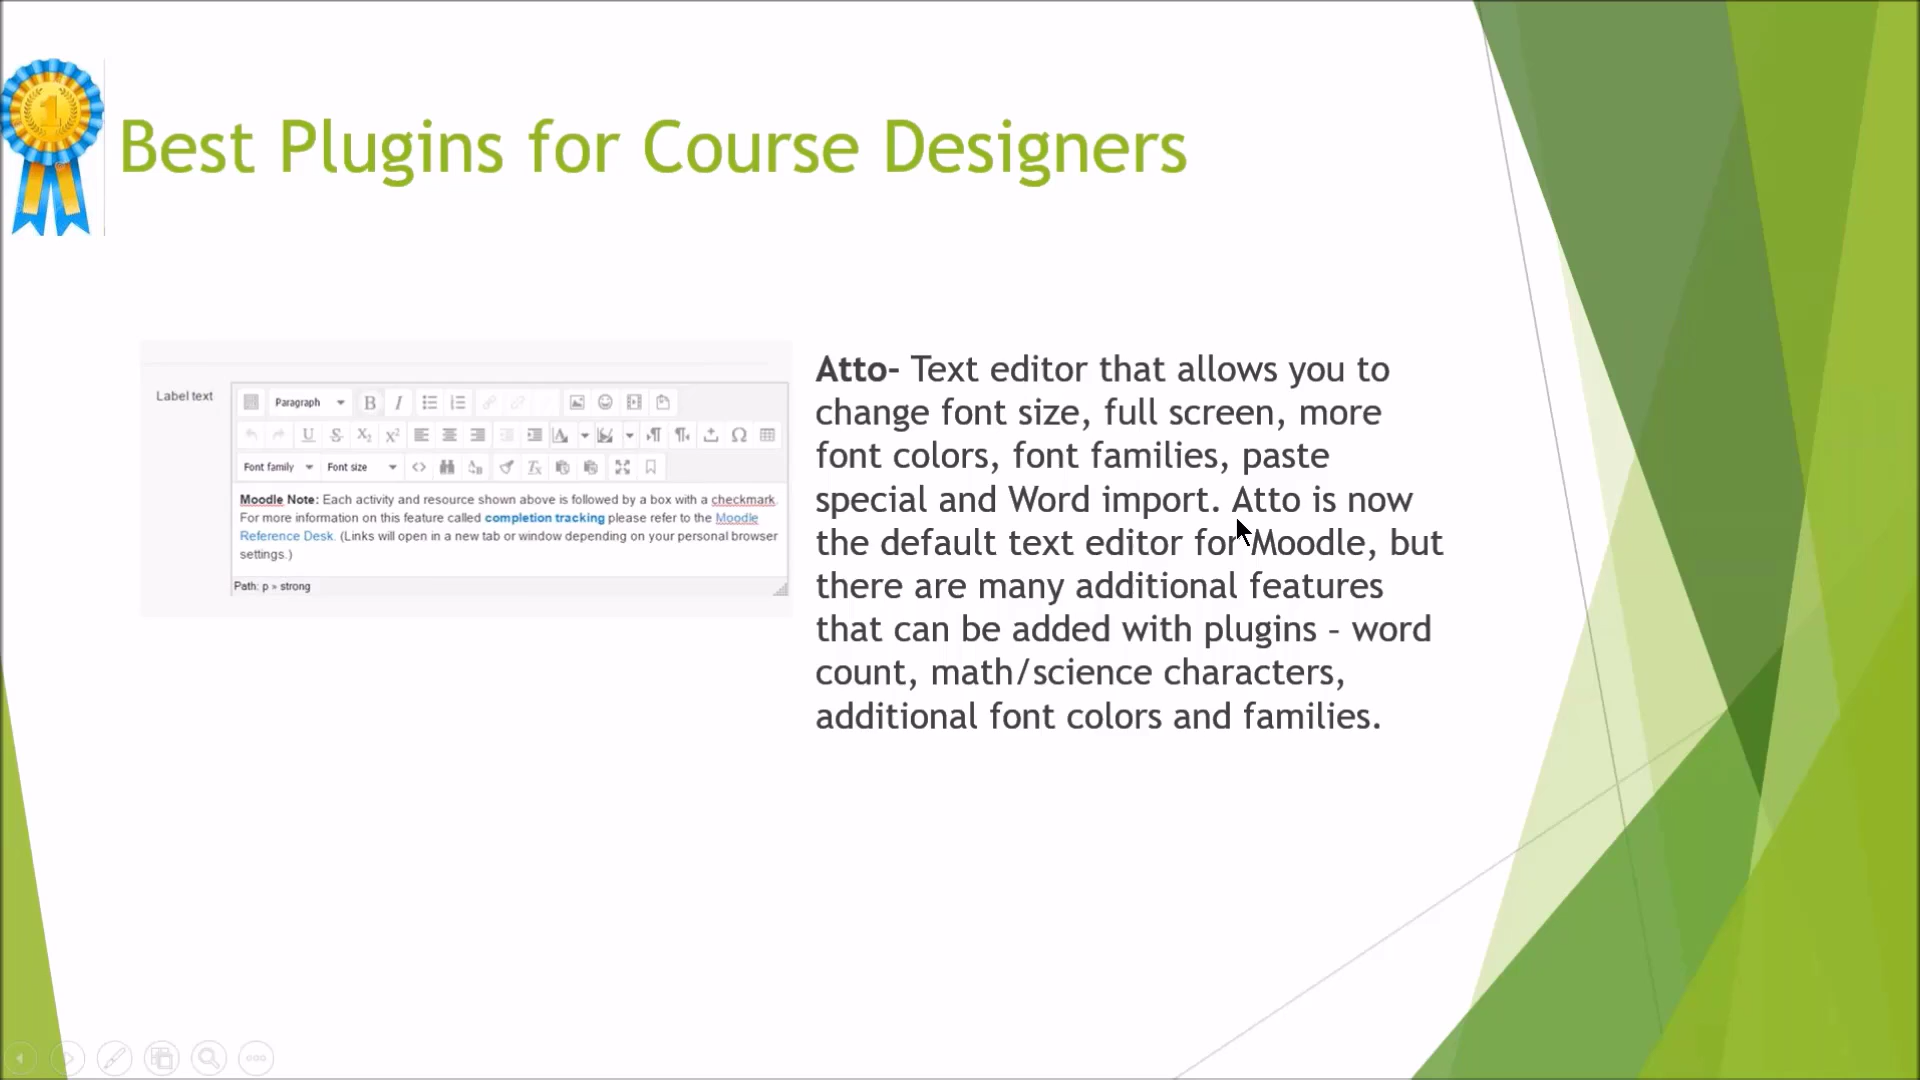 1
Best Plugins for Course Designers
Label text
Paragraph
B I
U S X2 X2
Font family Font size
Moodle Note: Each activity and resource shown above is followed by a box with a checkmark.
For more information on this feature called completion tracking please refer to the Moodle
Reference Desk. (Links will open in a new tab or window depending on your personal browser
settings.)
Path: p » strong
Atto- Text editor that allows you to
change font size, full screen, more
font colors, font families, paste
special and Word import. Atto is now
the default text editor for Moodle, but
there are many additional features
that can be added with plugins – word
count, math/science characters,
additional font colors and families.